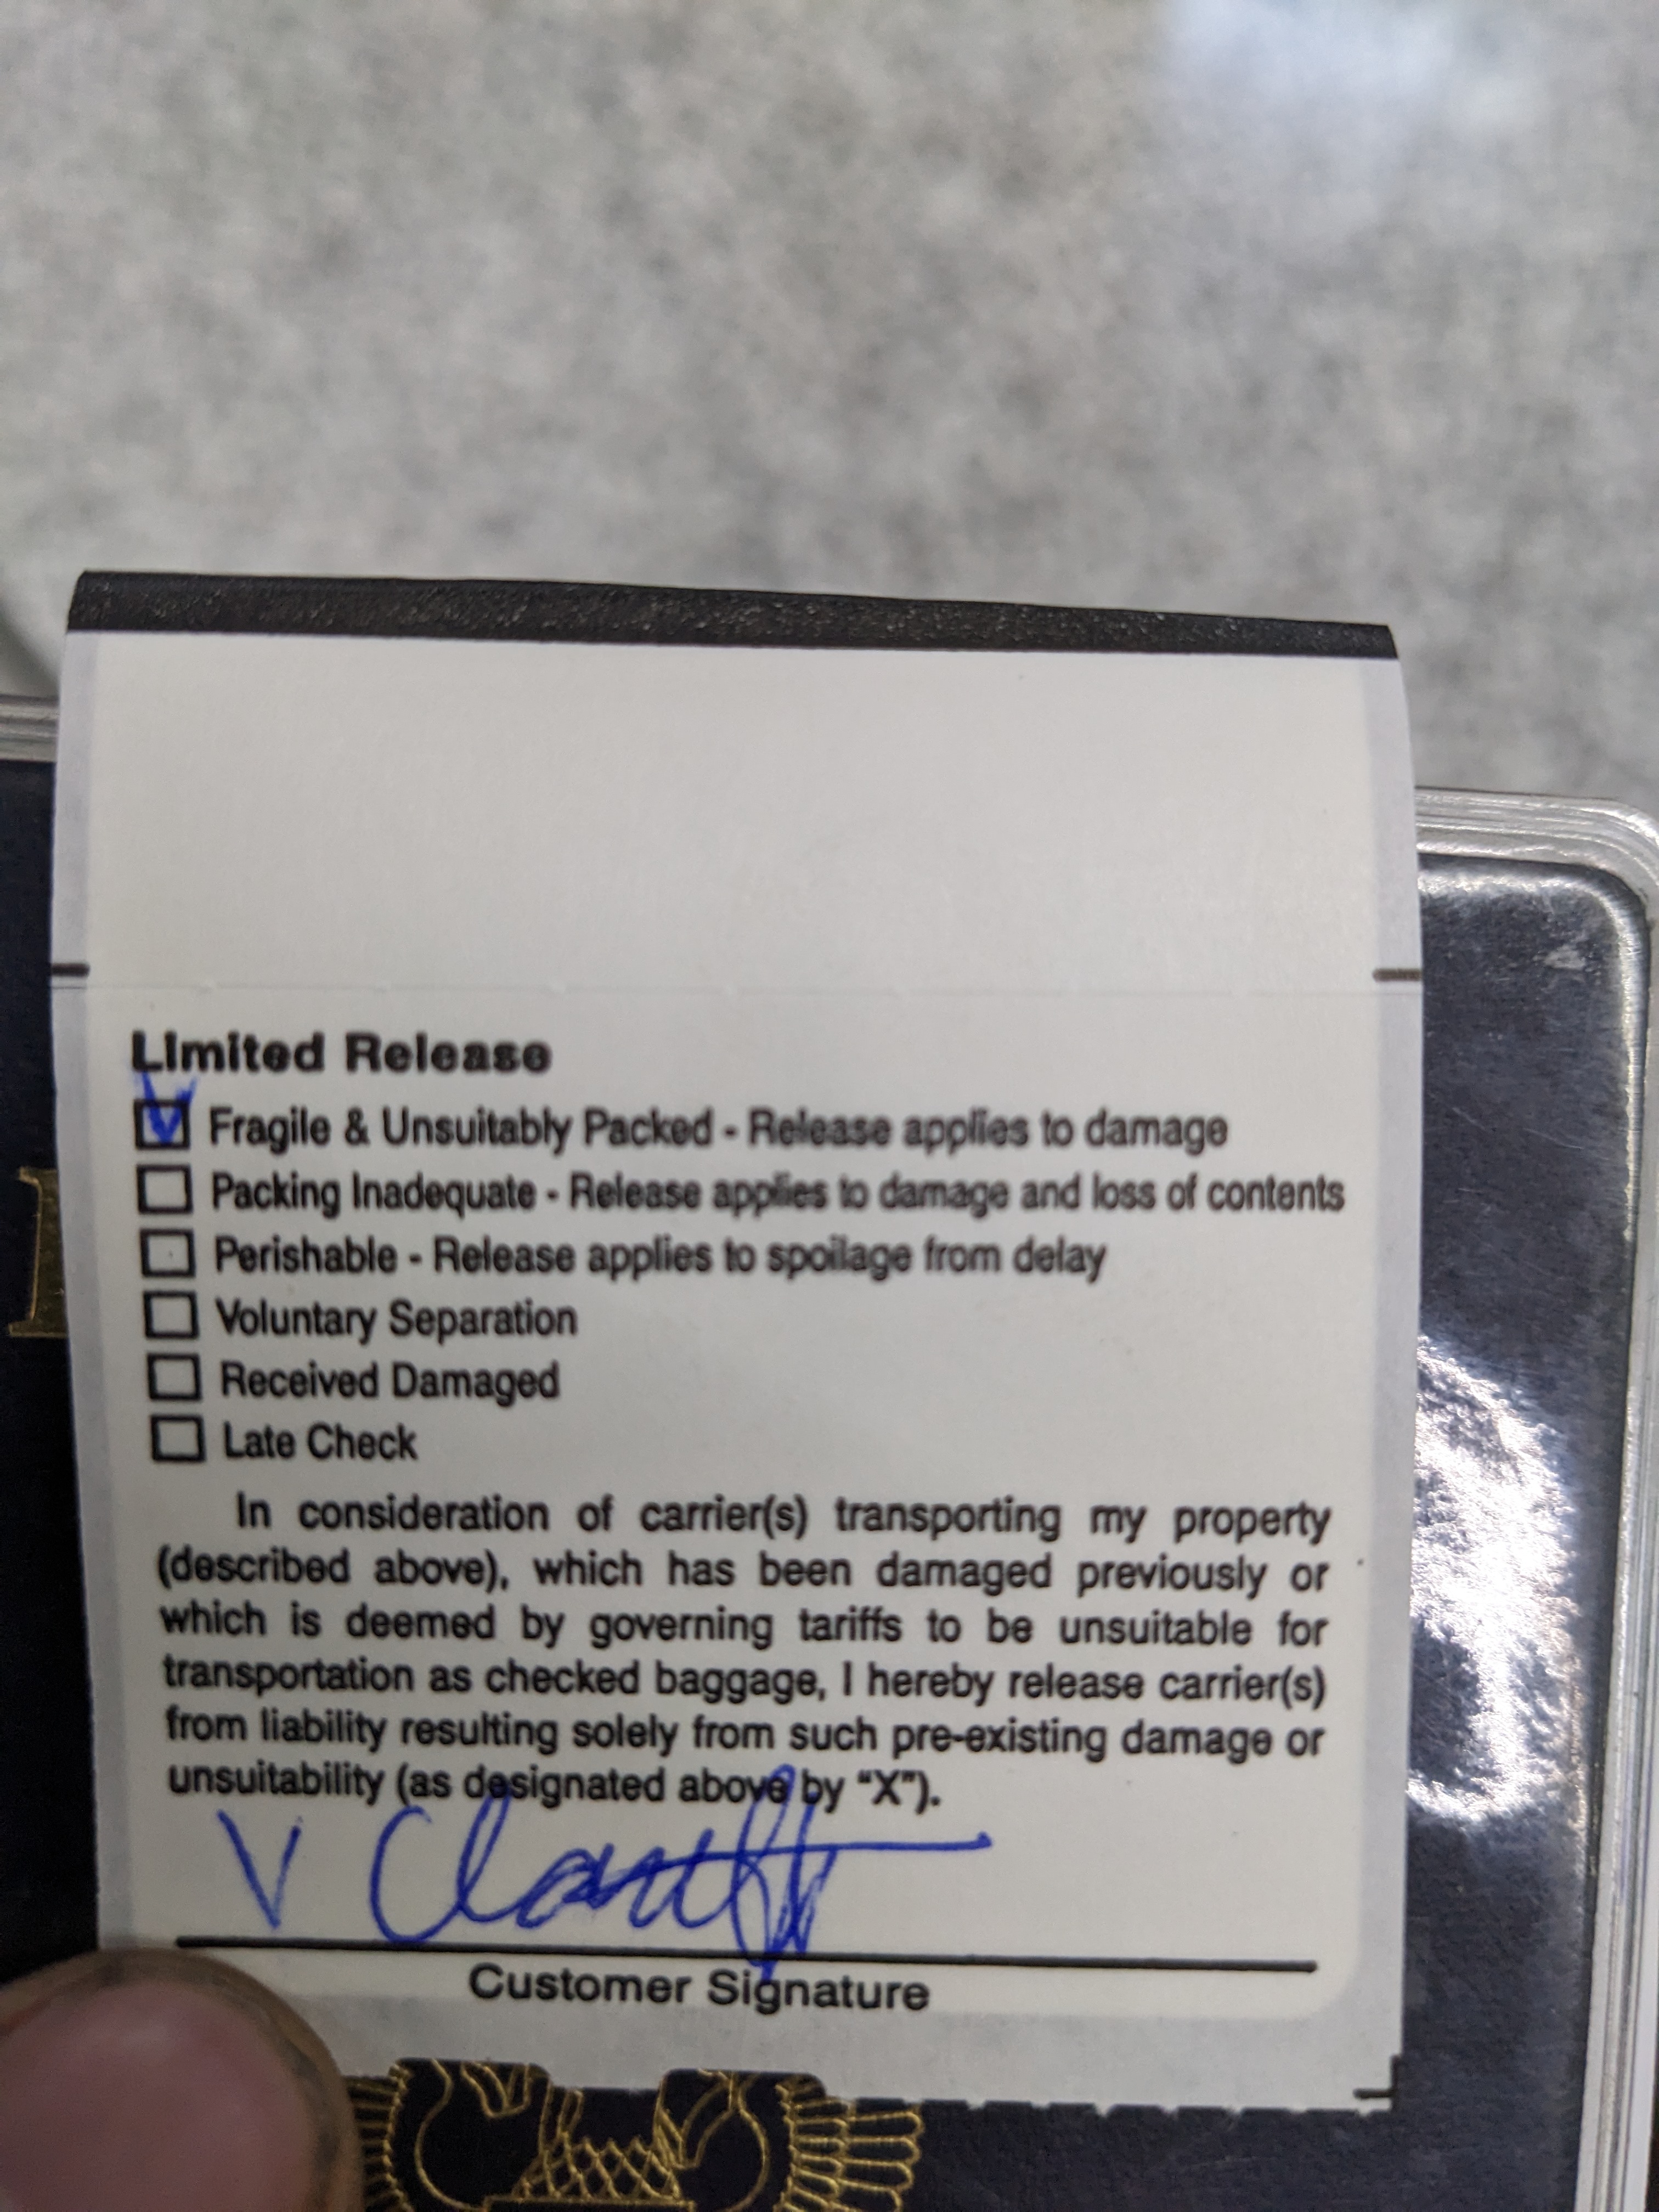 Limited Release
Fragile & Unsuitably Packed - Release applies to damage
Packing Inadequate - Release applies to damage and loss of contents
Perishable - Release applies to spoilage from delay
Voluntary Separation
Received Damaged
Late Check
In consideration of carrier(s) transporting my property
(described above), which has been damaged previously or
which is deemed by governing tariffs to be unsuitable for
transportation as checked baggage, I hereby release carrier(s)
from liability resulting solely from such pre-existing damage or
unsuitability (as designated above by “X”).
Customer Signature